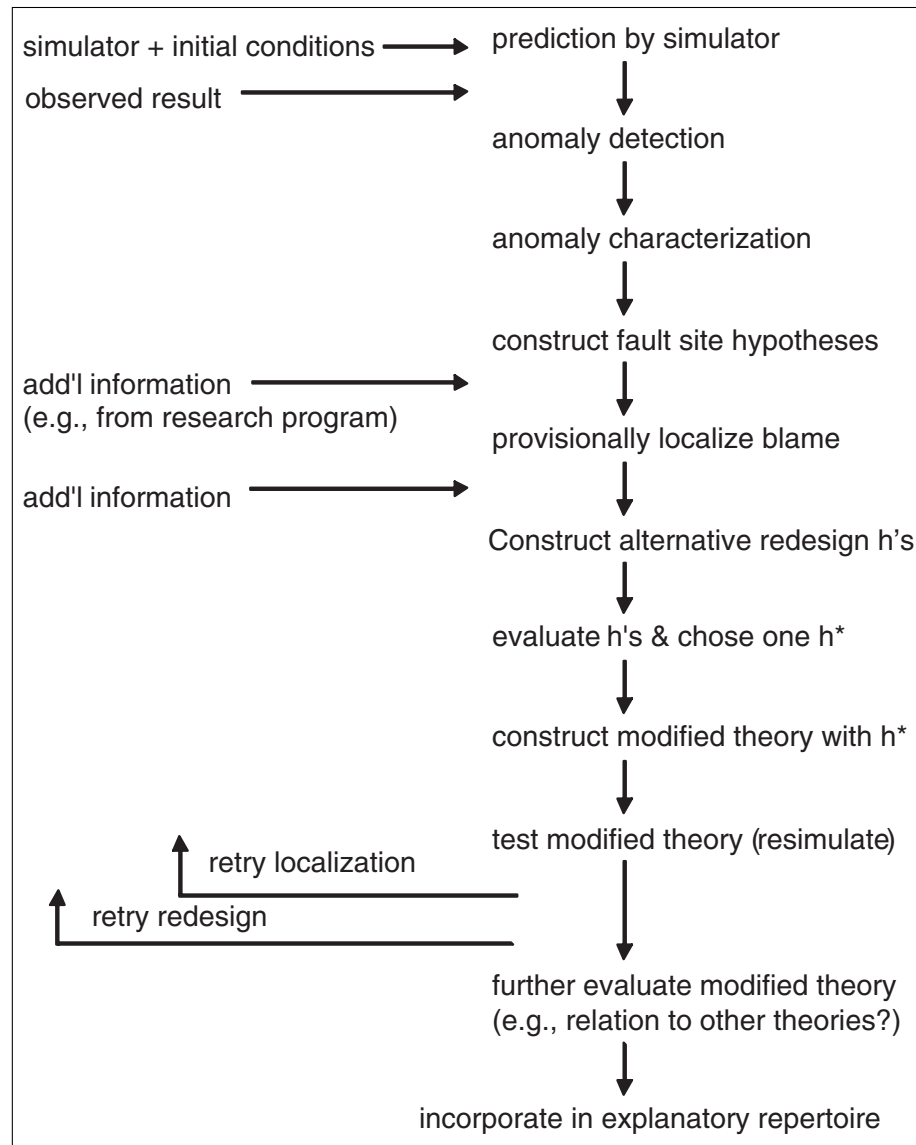 simulator + initial conditions
prediction by simulator
observed result
anomaly detection
anomaly characterization
construct fault site hypotheses
add'l information
(e.g., from research program)
provisionally localize blame
add'l information
Construct alternative redesign h’s
evaluate h's & chose one h*
construct modified theory with h*
test modified theory (resimulate)
retry localization
retry redesign
further evaluate modified theory
(e.g., relation to other theories?)
incorporate in explanatory repertoire